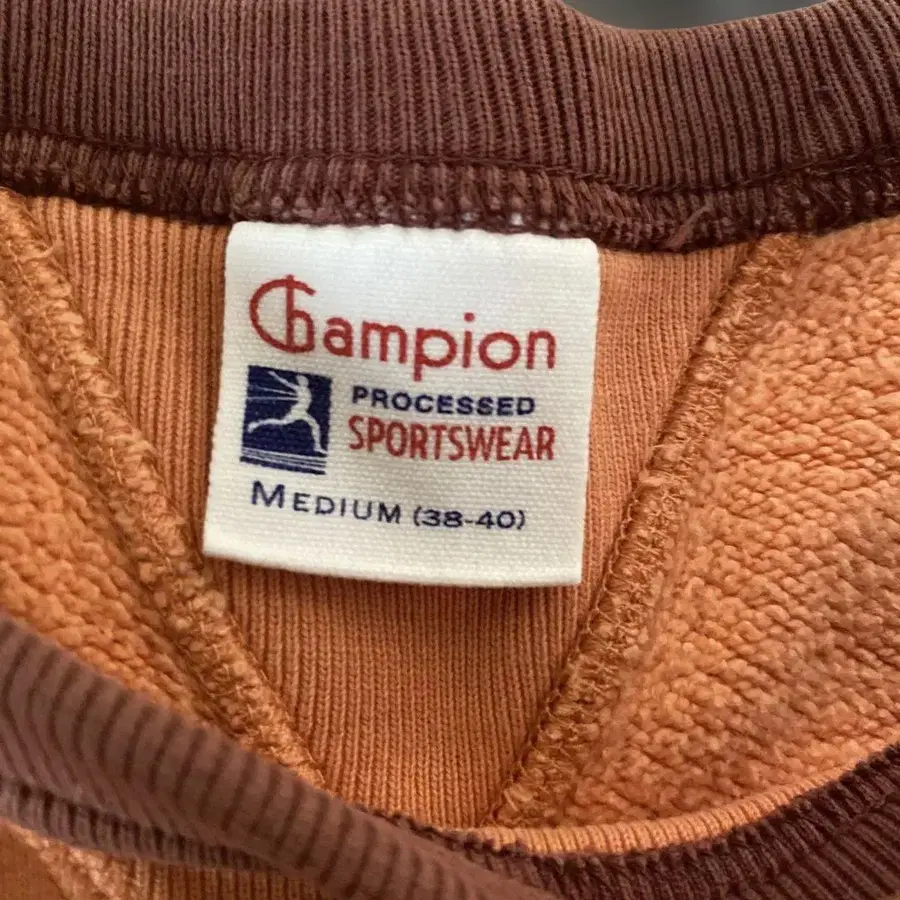 Champion
PROCESSED
SPORTSWEAR
MEDIUM (38-40)